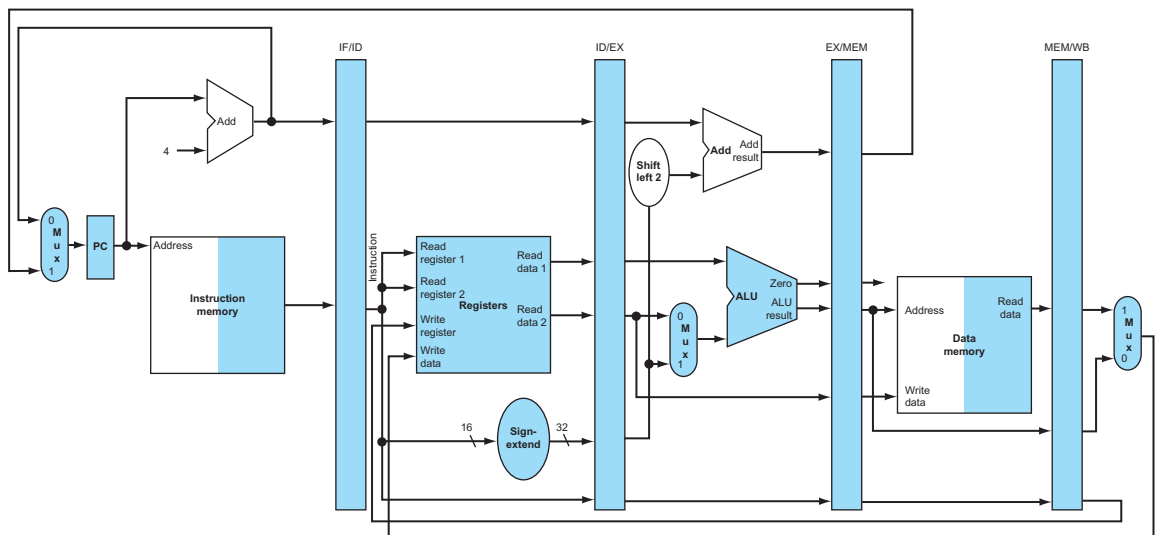 IF/ID
ID/EX
EX/MEM
MEM/WB
Add
4
Add
Add
result
Shift
left 2
0
M
u
x
1
PC
Address
Instruction
memory
Instruction
Read
register 1
Read
register 2
Registers
Write
register
Write
data
Read
data 1
Read
data 2
16
Sign-
extend
32
0
M
u
x
1
ALU
Zero
ALU
result
Address
Read
data
Data
memory
Write
data
1
M
u
x
0